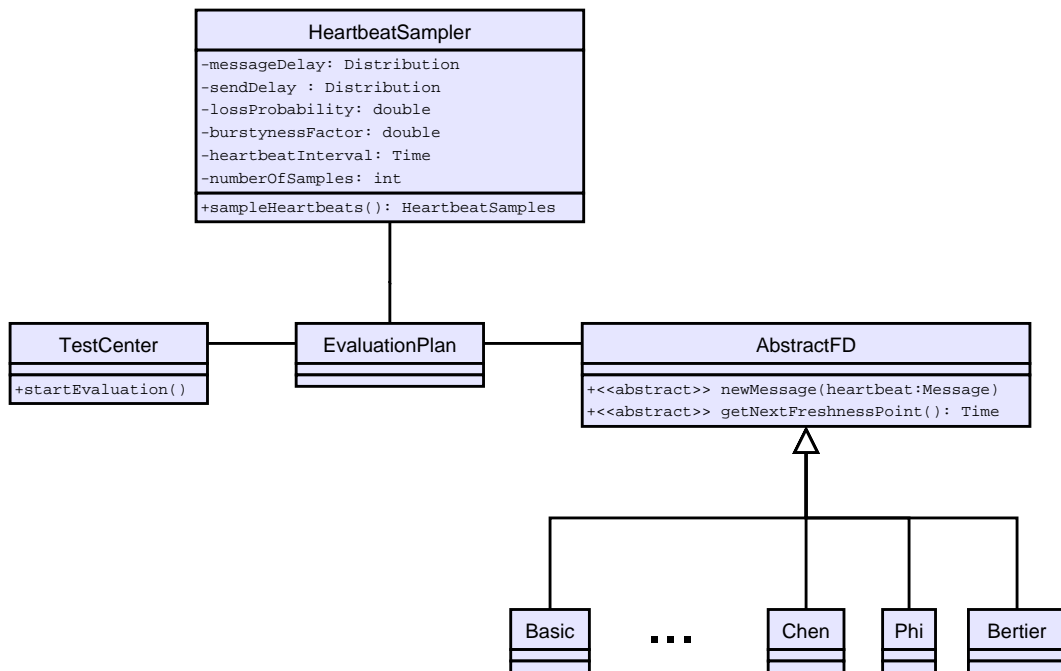 HeartbeatSampler
-messageDelay: Distribution
-sendDelay : Distribution
-lossProbability: double
-burstynessFactor: double
-heartbeatInterval: Time
-numberOfSamples: int
+sampleHeartbeats(): HeartbeatSamples
TestCenter
+startEvaluation()
EvaluationPlan
AbstractFD
+<<abstract>> newMessage(heartbeat:Message)
+<<abstract>> getNextFreshnessPoint(): Time
Basic
...
Chen
Phi
Bertier